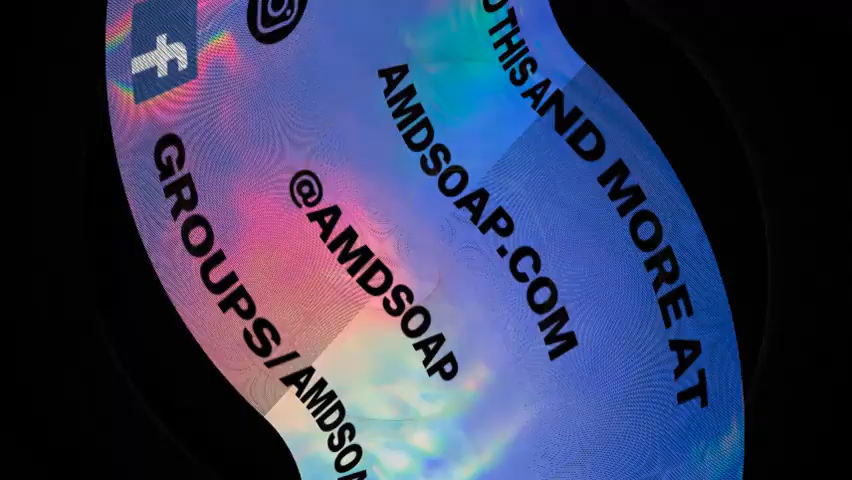 THIS AND MORE AT
AMDSOAP.COM
@AMDSOAP
GROUPS/AMDSOA